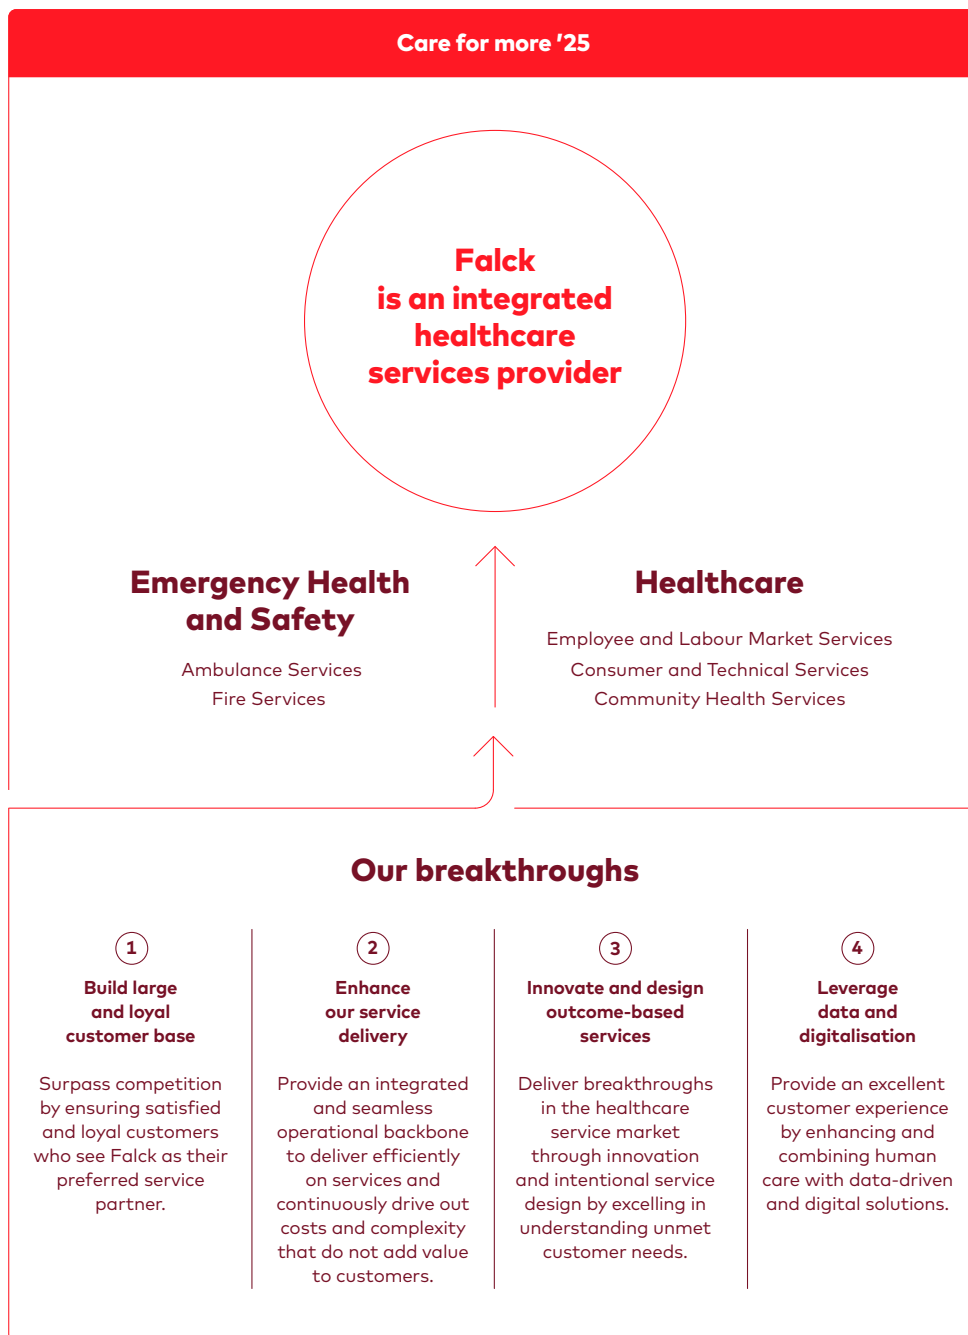 Care for more ’25
Falck
is an integrated
healthcare
services provider
Emergency Health
and Safety
Ambulance Services
Fire Services
Healthcare
Employee and Labour Market Services
Consumer and Technical Services
Community Health Services
Our breakthroughs
1
Build large
and loyal
customer base
Surpass competition
by ensuring satisfied
and loyal customers
who see Falck as their
preferred service
partner.
2
Enhance
our service
delivery
Provide an integrated
and seamless
operational backbone
to deliver efficiently
on services and
continuously drive out
costs and complexity
that do not add value
to customers.
3
Innovate and design
outcome-based
services
Deliver breakthroughs
in the healthcare
service market
through innovation
and intentional service
design by excelling in
understanding unmet
customer needs.
4
Leverage
data and
digitalisation
Provide an excellent
customer experience
by enhancing and
combining human
care with data-driven
and digital solutions.